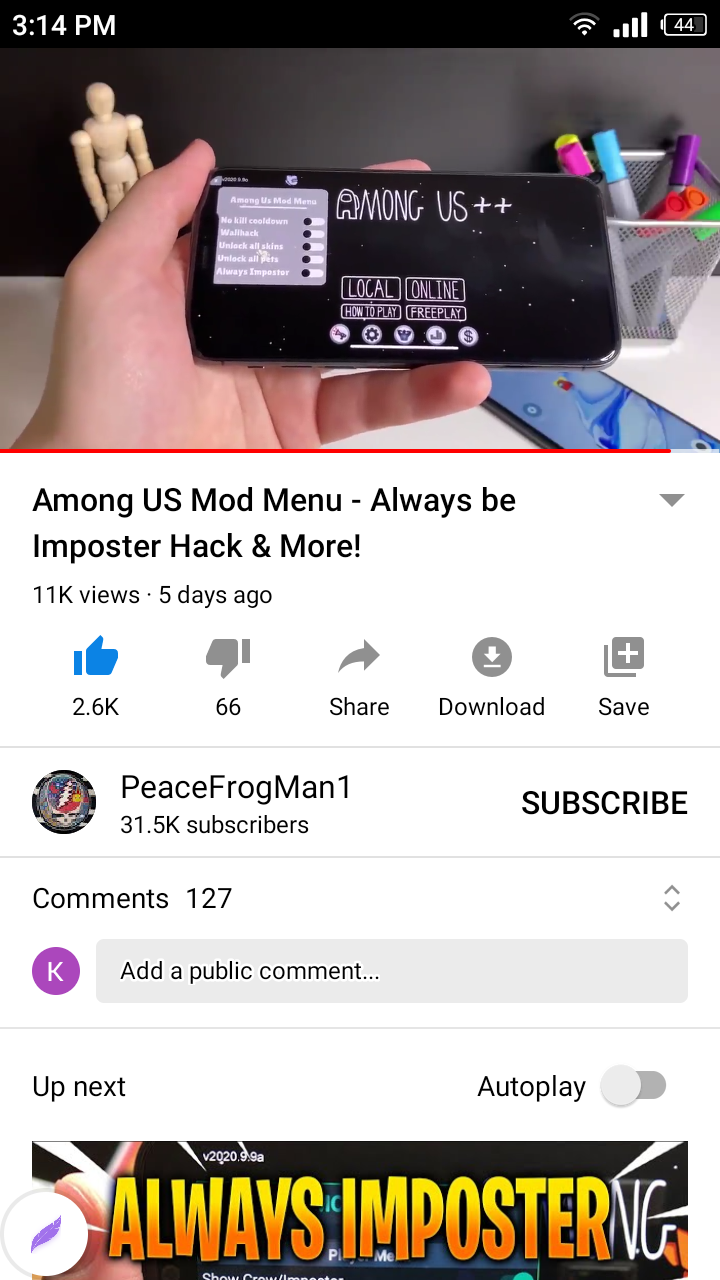 3:14 PM
44
v2020.9.9a
Among Us Mod Menu
No kill cooldown
Wallhack
Unlock all skins
Unlock all pets
Always Impostor
AMONG US++
LOCAL ONLINE
HOW TO PLAY FREEPLAY
$
Among US Mod Menu - Always be
Imposter Hack & More!
11K views · 5 days ago
2.6K 66 Share Download Save
PeaceFrogMan1
31.5K subscribers
SUBSCRIBE
Comments 127
K
Add a public comment...
Up next Autoplay
v2020.9.9a
ALWAYS IMPOSTER
NG
Show Crew/Imposter